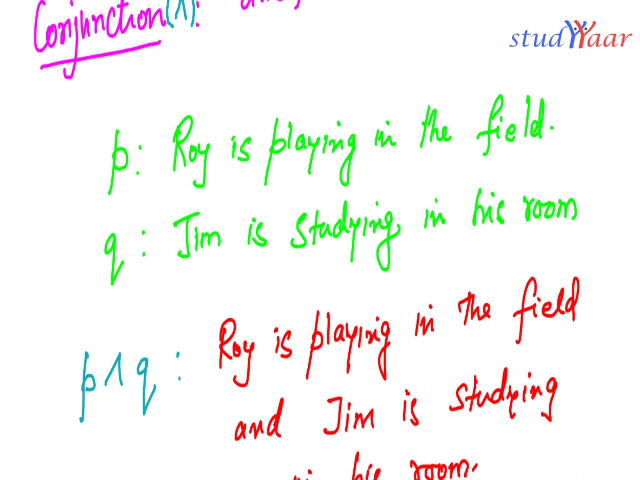 Conjunction (∧):
studYYaar
p: Roy is playing in the field.
q: Jim is studying in his room
p ∧ q: Roy is playing in the field
and Jim is studying
in his room.